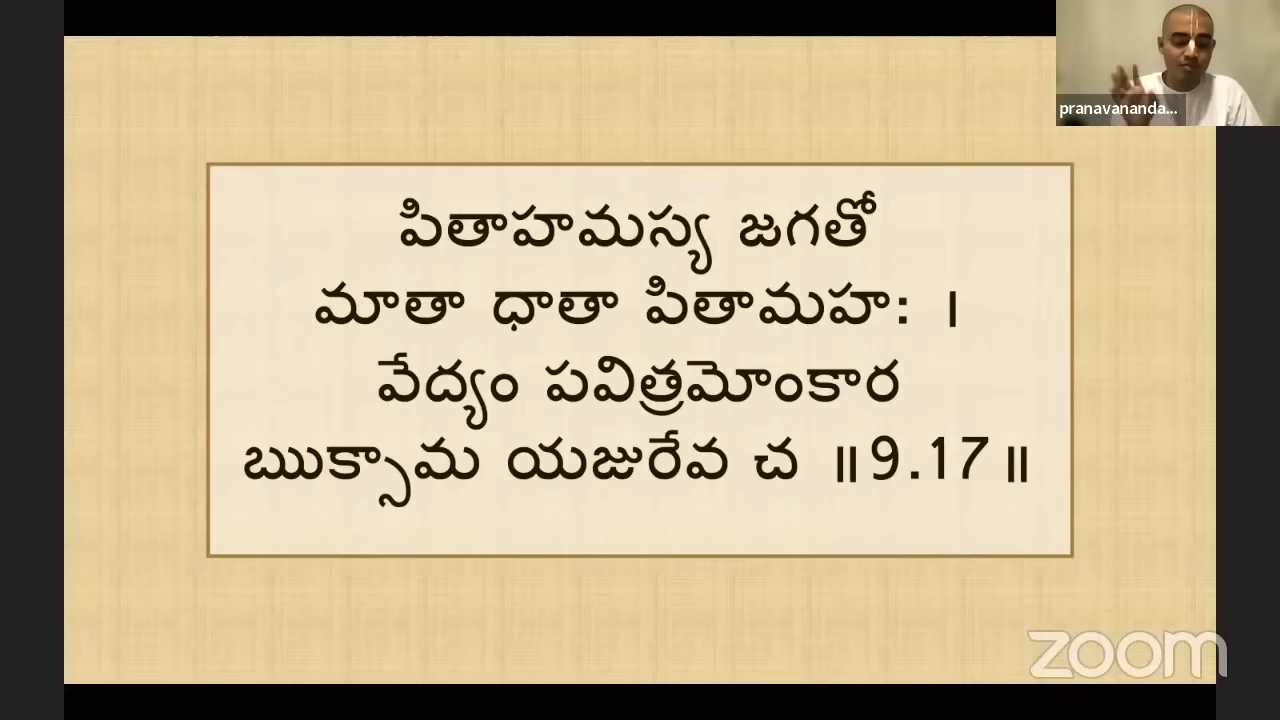 pranavananda...
పితాహమస్య జగతో
మాతా ధాతా పితామహః ।
వేద్యం పవిత్రమోంకార
ఋక్సామ యజురేవ చ ॥9.17॥
zoom